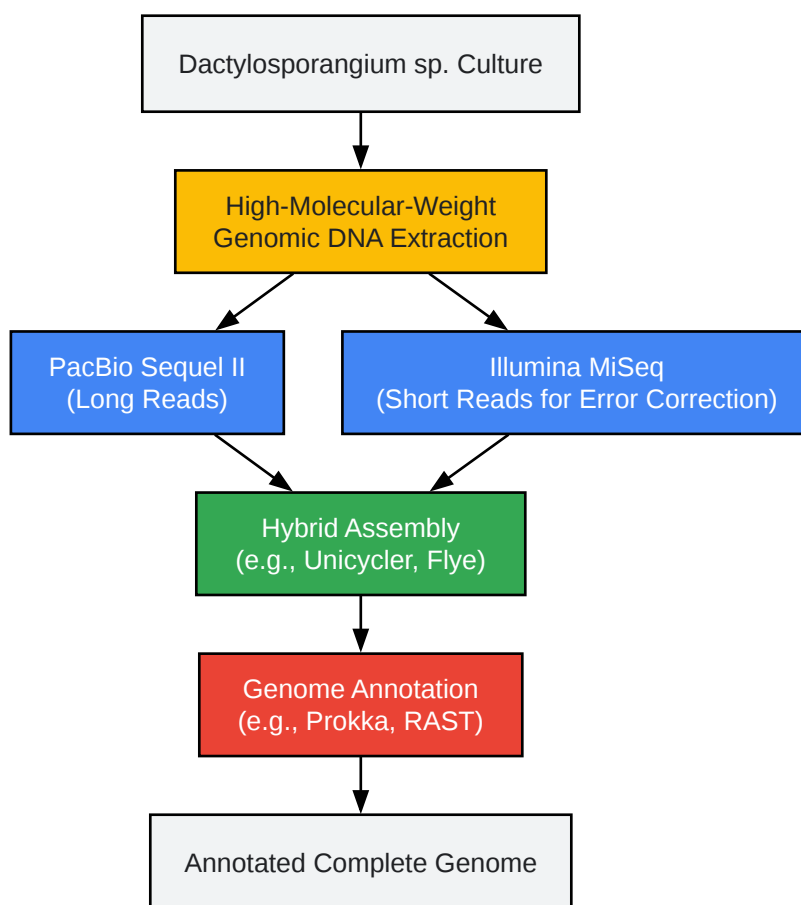 Dactylosporangium sp. Culture
High-Molecular-Weight
Genomic DNA Extraction
PacBio Sequel II
(Long Reads)
Illumina MiSeq
(Short Reads for Error Correction)
Hybrid Assembly
(e.g., Unicycler, Flye)
Genome Annotation
(e.g., Prokka, RAST)
Annotated Complete Genome